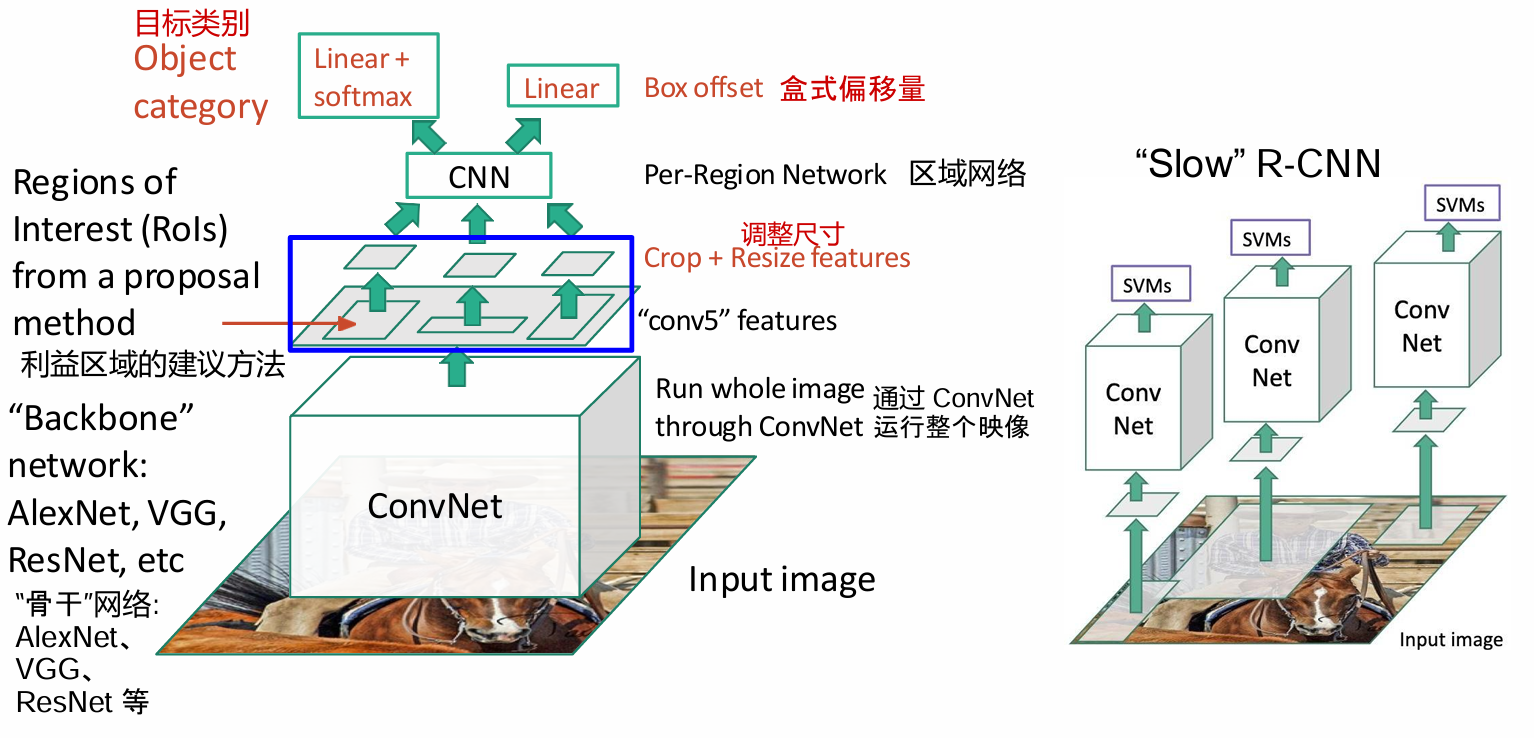 目标类别
Object
category
Linear +
softmax
Linear
Box offset 盒式偏移量
CNN
Per-Region Network 区域网络
Regions of
Interest (RoIs)
from a proposal
method
利益区域的建议方法
调整尺寸
Crop + Resize features
“conv5” features
Run whole image
through ConvNet
通过 ConvNet
运行整个映像
“Backbone”
network:
AlexNet, VGG,
ResNet, etc
“骨干”网络:
AlexNet、
VGG、
ResNet 等
ConvNet
Input image
“Slow” R-CNN
SVMs
SVMs
SVMs
Conv
Net
Conv
Net
Conv
Net
Input image